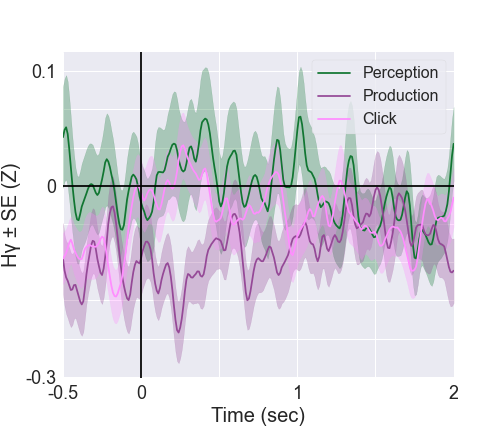 Perception
Production
Click
0.1
0
-0.3
Hγ ± SE (Z)
-0.5
0
1
2
Time (sec)